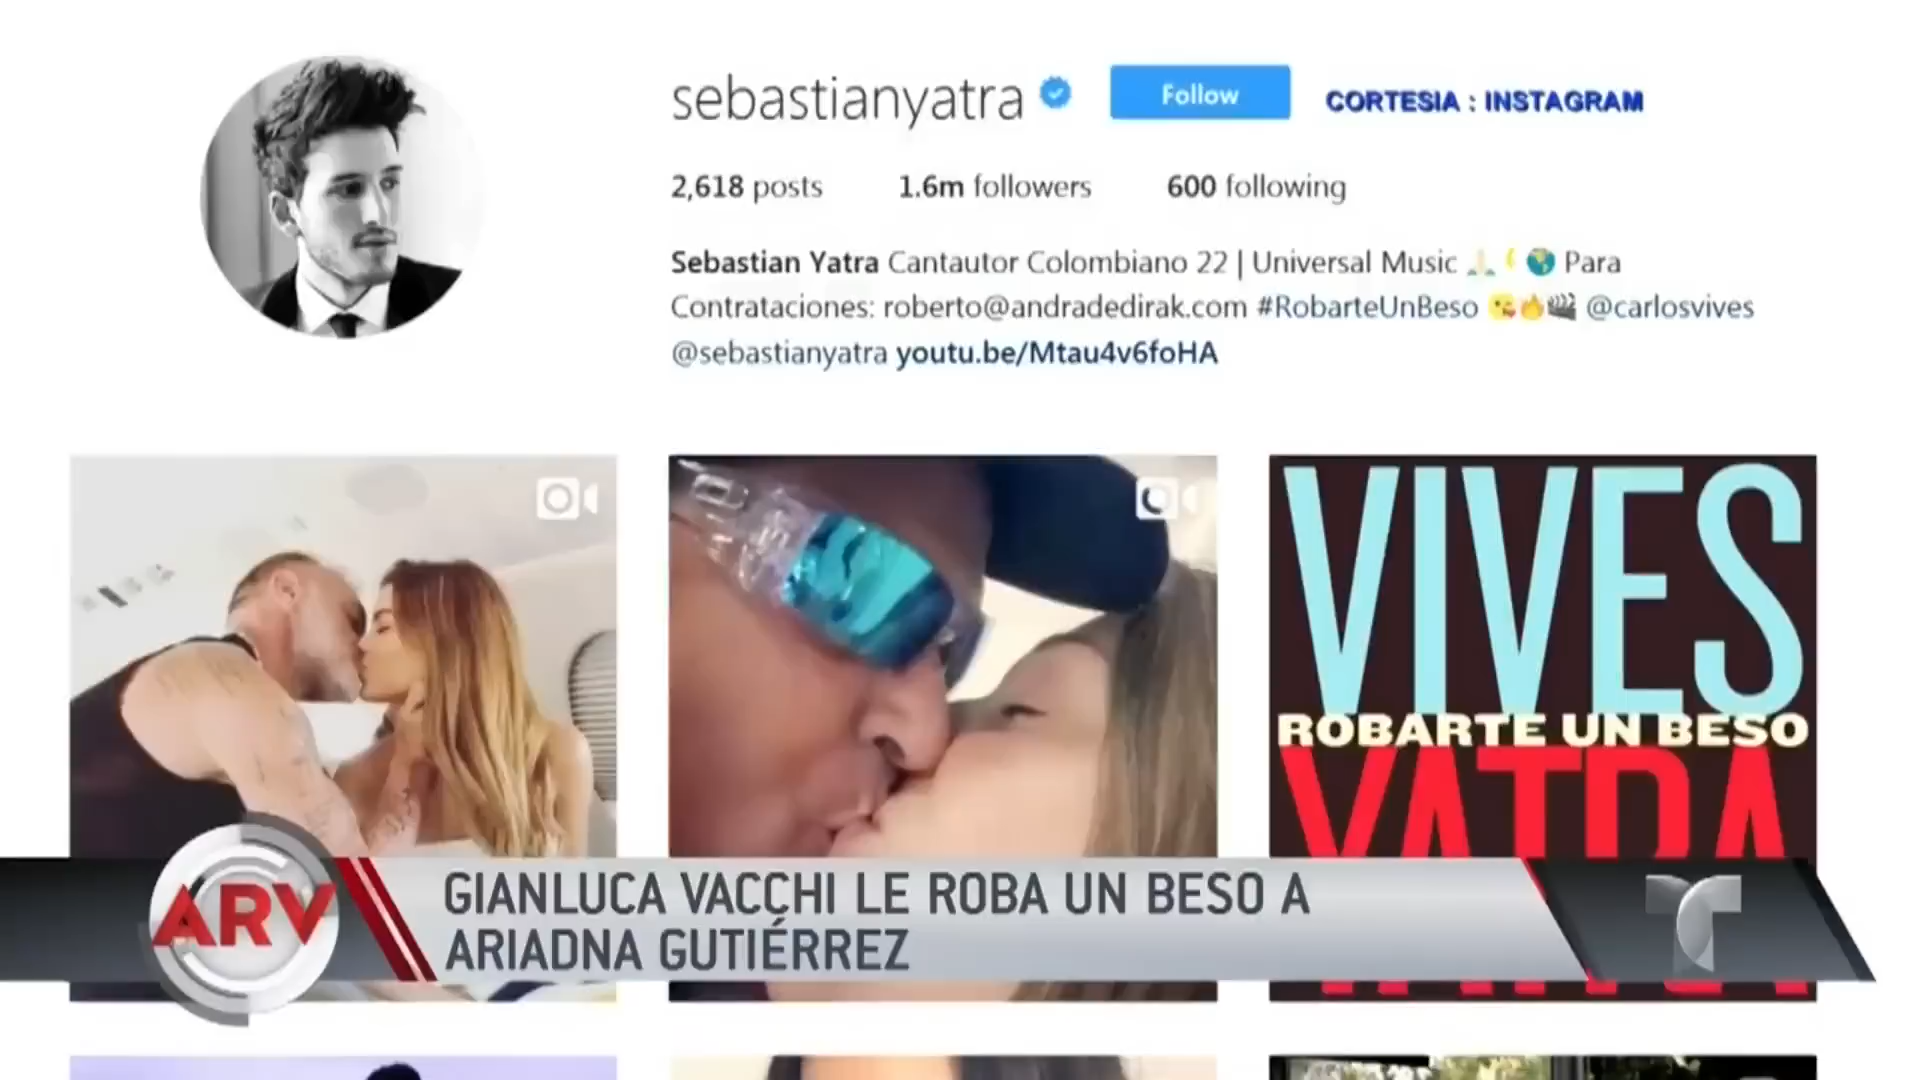 sebastianyatra
Follow
CORTESIA : INSTAGRAM
2,618 posts
1.6m followers
600 following
Sebastian Yatra Cantautor Colombiano 22 | Universal Music 🙏🏻 🌎 Para
Contrataciones: roberto@andradedirak.com #RobarteUnBeso 😘🔥🎬 @carlosvives
@sebastianyatra youtu.be/Mtau4v6foHA
VIVES
ROBARTE UN BESO
YATRA
ARV
GIANLUCA VACCHI LE ROBA UN BESO A
ARIADNA GUTIÉRREZ